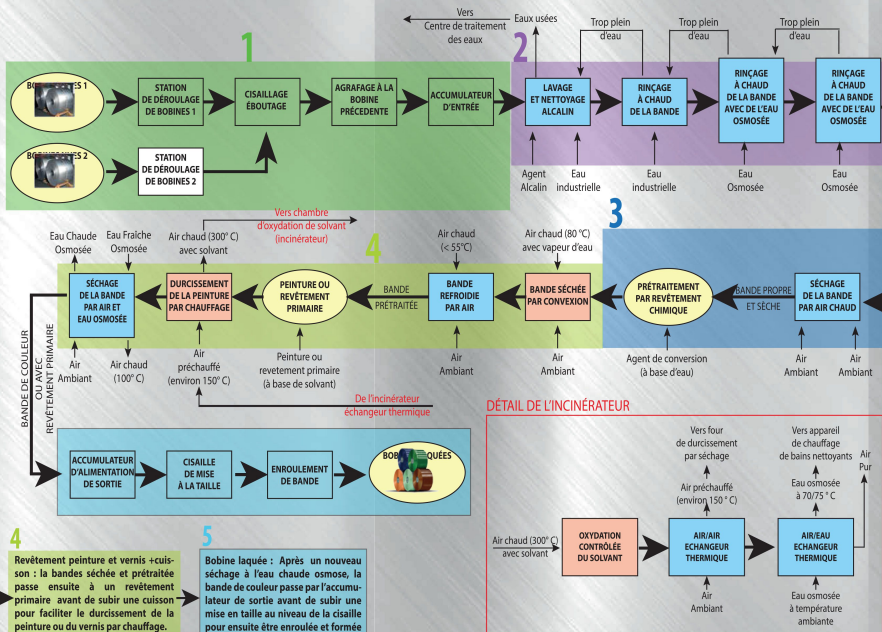 Vers
Centre de traitement
des eaux
Eaux usées
Trop plein
d'eau
Trop plein
d'eau
Trop plein
d'eau
1
2
STATION
DE DÉROULAGE
DE BOBINES 1
CISAILLAGE
ÉBOUTAGE
AGRAFAGE À LA
BOBINE
PRÉCEDENTE
ACCUMULATEUR
D'ENTRÉE
LAVAGE
ET NETTOYAGE
ALCALIN
RINÇAGE
À CHAUD
DE LA BANDE
RINÇAGE
À CHAUD
DE LA BANDE
AVEC DE L'EAU
OSMOSÉE
RINÇAGE
À CHAUD
DE LA BANDE
AVEC DE L'EAU
OSMOSÉE
STATION
DE DÉROULAGE
DE BOBINES 2
Agent
Alcalin
Eau
industrielle
Eau
industrielle
Eau
Osmosée
Eau
Osmosée
Vers chambre
d'oxydation de solvant
(incinérateur)
3
4
Eau Chaude
Osmosée
Eau Fraîche
Osmosée
Air chaud (300° C)
avec solvant
Air chaud
(< 55°C)
Air chaud (80 °C)
avec vapeur d'eau
SÉCHAGE
DE LA BANDE
PAR AIR ET
EAU OSMOSÉE
DURCISSEMENT
DE LA PEINTURE
PAR CHAUFFAGE
PEINTURE OU
REVÊTEMENT
PRIMAIRE
BANDE
PRÉTRAITÉE
BANDE
REFROIDIE
PAR AIR
BANDE SÉCHÉE
PAR CONVEXION
PRÉTRAITEMENT
PAR REVÊTEMENT
CHIMIQUE
BANDE PROPRE
ET SÈCHE
SÉCHAGE
DE LA BANDE
PAR AIR CHAUD
Air
Ambiant
Air chaud
(100° C)
Air
préchauffé
(environ 150° C)
Peinture ou
revetement primaire
(à base de solvant)
Air
Ambiant
Air
Ambiant
Agent de conversion
(à base d'eau)
Air
Ambiant
Air
Ambiant
BANDE DE COULEUR
OU AVEC
REVÊTEMENT PRIMAIRE
De l'incinérateur
échangeur thermique
ACCUMULATEUR
D'ALIMENTATION
DE SORTIE
CISAILLE
DE MISE
À LA TAILLE
ENROULEMENT
DE BANDE
DÉTAIL DE L'INCINÉRATEUR
Vers four
de durcissement
par séchage
Vers appareil
de chauffage
de bains nettoyants
Air
Pur
Air préchauffé
(environ 150° C)
Eau osmosée
à 70/75 ° C
Air chaud (300° C)
avec solvant
OXYDATION
CONTRÔLÉE
DU SOLVANT
AIR/AIR
ECHANGEUR
THERMIQUE
AIR/EAU
ECHANGEUR
THERMIQUE
Air
Ambiant
Eau osmosée
à température
ambiante
4
Revêtement peinture et vernis +cuis-
son : la bandes séchée et prétraitée
passe ensuite à un revêtement
primaire avant de subir une cuisson
pour faciliter le durcissement de la
peinture ou du vernis par chauffage.
5
Bobine laquée : Après un nouveau
séchage à l'eau chaude osmose, la
bande de couleur passe par l'accumu-
lateur de sortie avant de subir une
mise en taille au niveau de la cisaille
pour ensuite être enroulée et formée